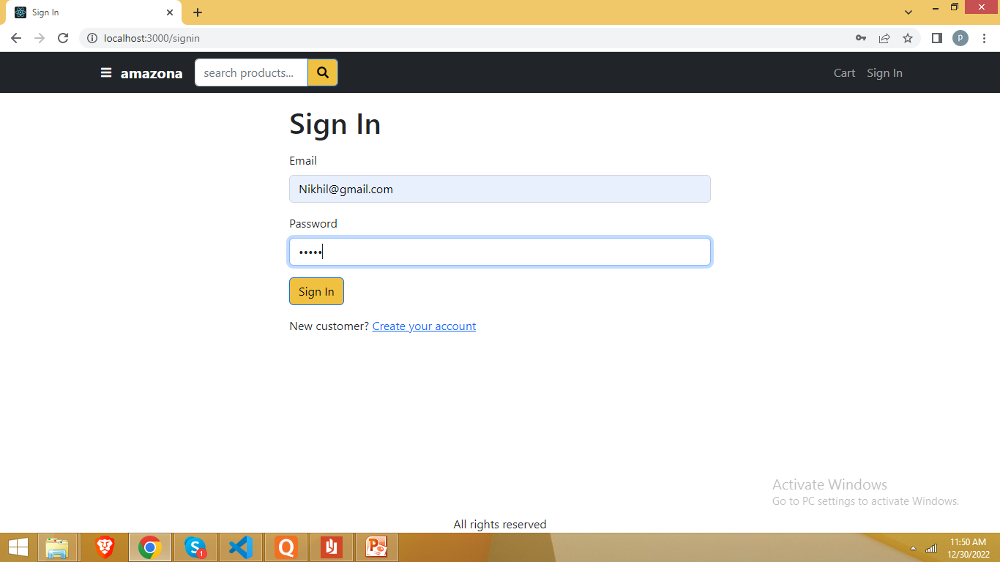 Sign In
localhost:3000/signin
P
amazona
search products...
Cart
Sign In
Sign In
Email
Nikhil@gmail.com
Password
•••••
Sign In
New customer? Create your account
Activate Windows
Go to PC settings to activate Windows.
All rights reserved
1
11:50 AM
12/30/2022